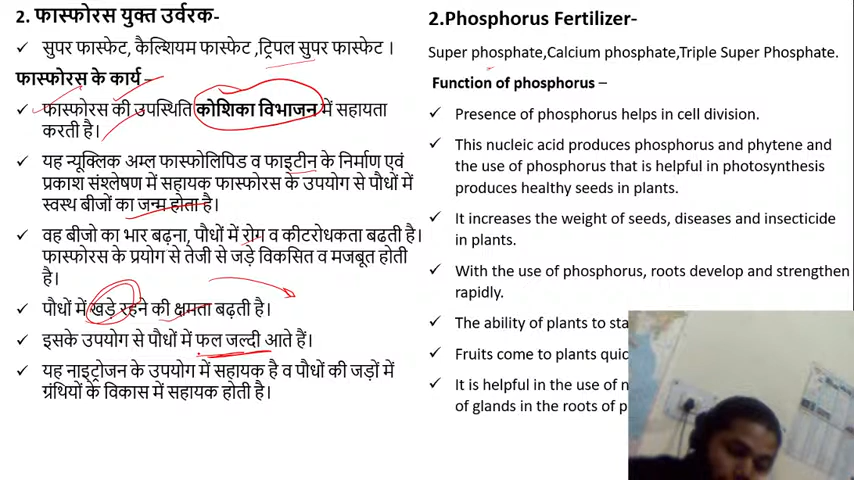 2. फास्फोरस युक्त उर्वरक-
✓ सुपर फास्फेट, कैल्शियम फास्फेट ,ट्रिपल सुपर फास्फेट ।
फास्फोरस के कार्य –
✓ फास्फोरस की उपस्थिति कोशिका विभाजन में सहायता
करती है।
✓ यह न्यूक्लिक अम्ल फास्फोलिपिड व फाइटीन के निर्माण एवं
प्रकाश संश्लेषण में सहायक फास्फोरस के उपयोग से पौधों में
स्वस्थ बीजों का जन्म होता है।
✓ वह बीजो का भार बढ़ना, पौधों में रोग व कीटरोधकता बढती है।
फास्फोरस के प्रयोग से तेजी से जड़े विकसित व मजबूत होती
है।
✓ पौधों में खड़े रहने की क्षमता बढ़ती है।
✓ इसके उपयोग से पौधों में फल जल्दी आते हैं।
✓ यह नाइट्रोजन के उपयोग में सहायक है व पौधों की जड़ों में
ग्रंथियों के विकास में सहायक होती है।
2.Phosphorus Fertilizer-
Super phosphate,Calcium phosphate,Triple Super Phosphate.
Function of phosphorus –
✓ Presence of phosphorus helps in cell division.
✓ This nucleic acid produces phosphorus and phytene and
the use of phosphorus that is helpful in photosynthesis
produces healthy seeds in plants.
✓ It increases the weight of seeds, diseases and insecticide
in plants.
✓ With the use of phosphorus, roots develop and strengthen
rapidly.
✓ The ability of plants to sta
✓ Fruits come to plants quic
✓ It is helpful in the use of n
of glands in the roots of p